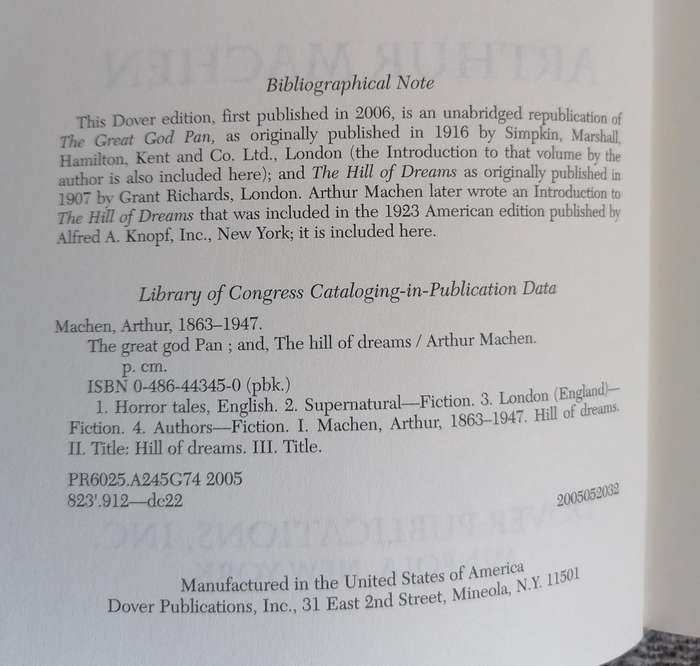 Bibliographical Note
This Dover edition, first published in 2006, is an unabridged republication of
The Great God Pan, as originally published in 1916 by Simpkin, Marshall,
Hamilton, Kent and Co. Ltd., London (the Introduction to that volume by the
author is also included here); and The Hill of Dreams as originally published in
1907 by Grant Richards, London. Arthur Machen later wrote an Introduction to
The Hill of Dreams that was included in the 1923 American edition published by
Alfred A. Knopf, Inc., New York; it is included here.
Library of Congress Cataloging-in-Publication Data
Machen, Arthur, 1863–1947.
The great god Pan ; and, The hill of dreams / Arthur Machen.
p. cm.
ISBN 0-486-44345-0 (pbk.)
1. Horror tales, English. 2. Supernatural—Fiction. 3. London (England)—
Fiction. 4. Authors—Fiction. I. Machen, Arthur, 1863–1947. Hill of dreams.
II. Title: Hill of dreams. III. Title.
PR6025.A245G74 2005
823'.912—dc22
2005052032
Manufactured in the United States of America
Dover Publications, Inc., 31 East 2nd Street, Mineola, N.Y. 11501